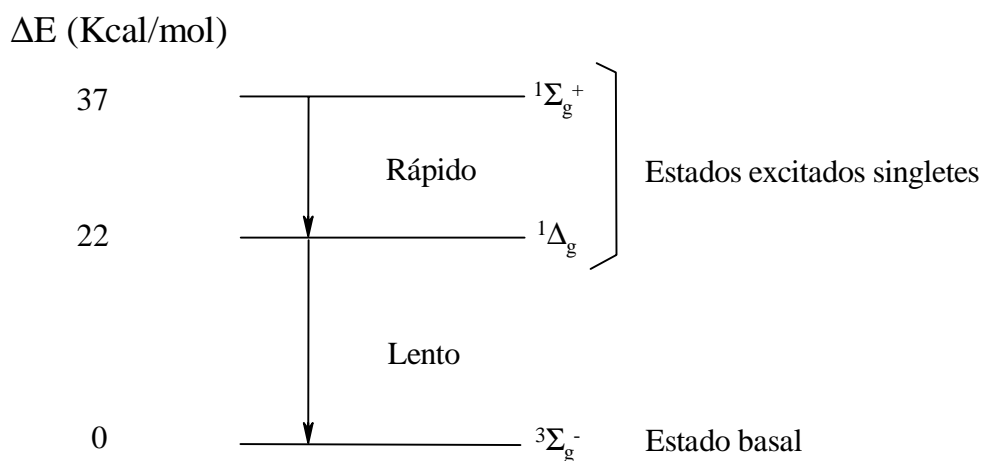 ΔE (Kcal/mol)
37 ¹Σg⁺
Rápido
Estados excitados singletes
22 ¹Δg
Lento
0 ³Σg⁻ Estado basal